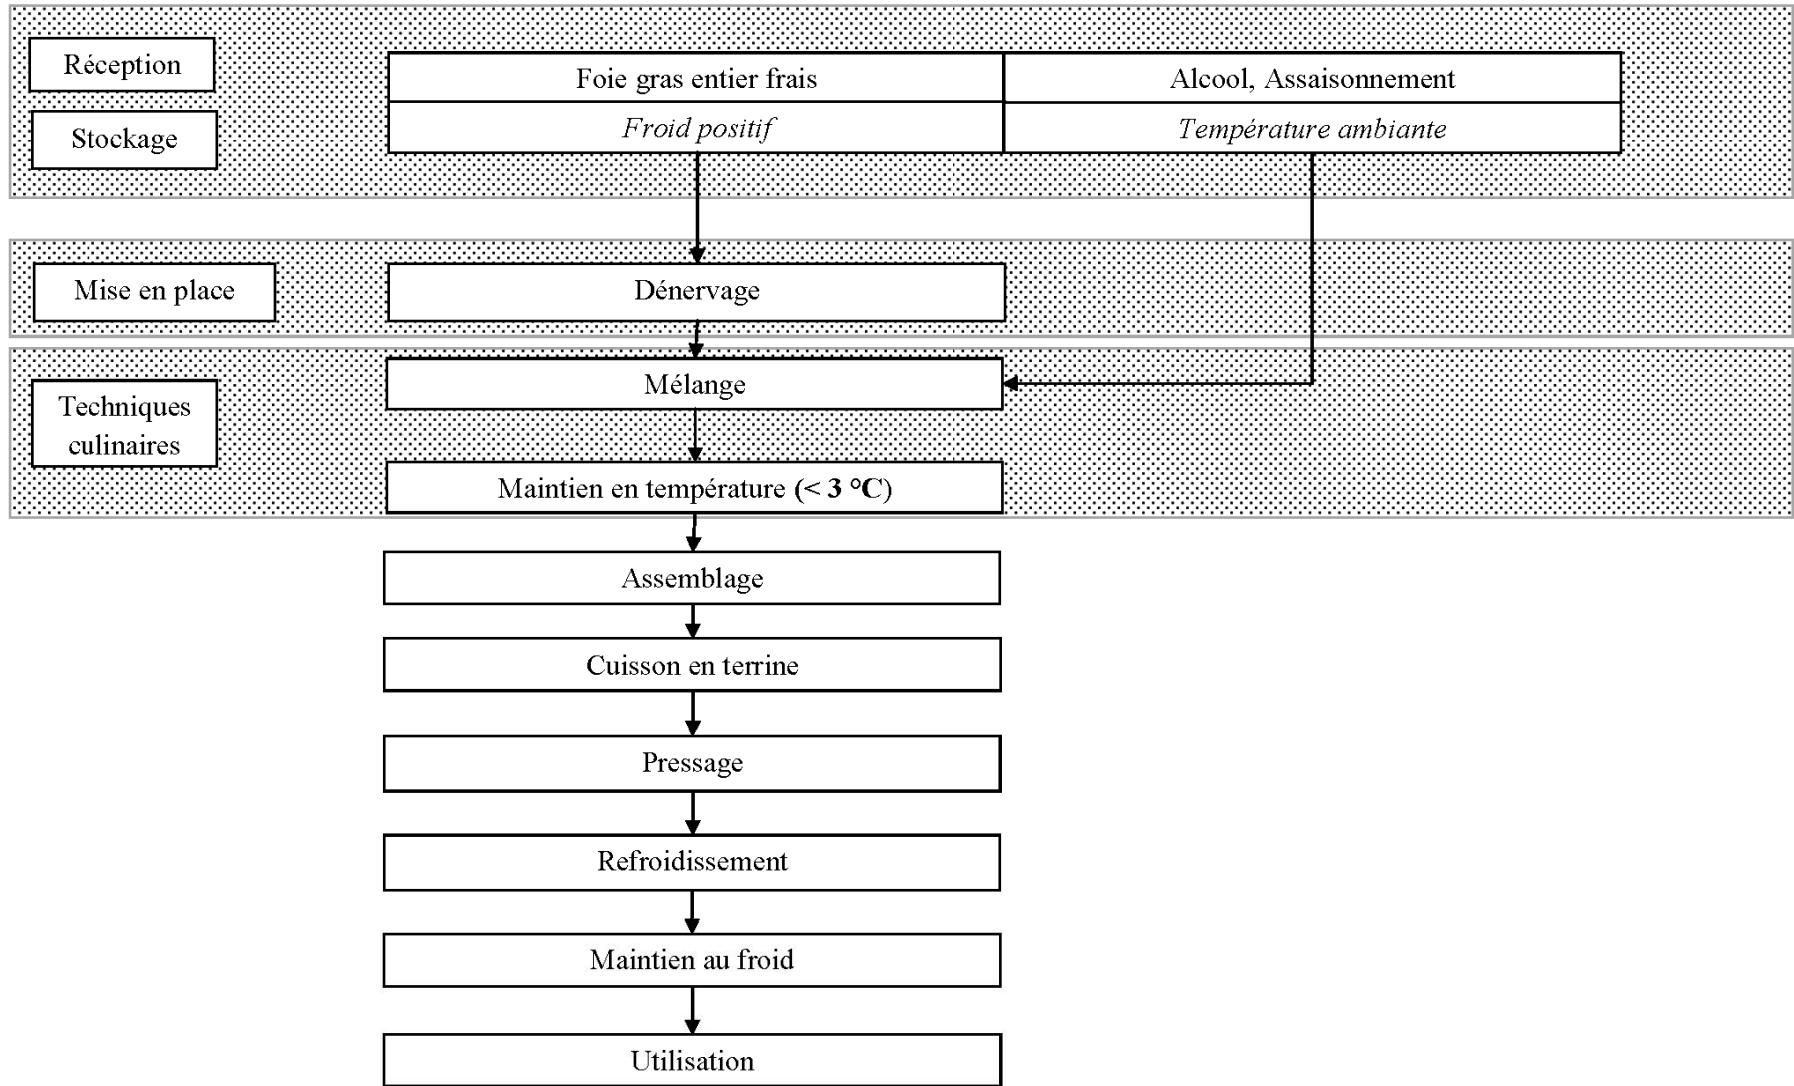 Réception
Foie gras entier frais
Alcool, Assaisonnement
Stockage
Froid positif
Température ambiante
Mise en place
Dénervage
Mélange
Techniques
culinaires
Maintien en température (< 3 °C)
Assemblage
Cuisson en terrine
Pressage
Refroidissement
Maintien au froid
Utilisation